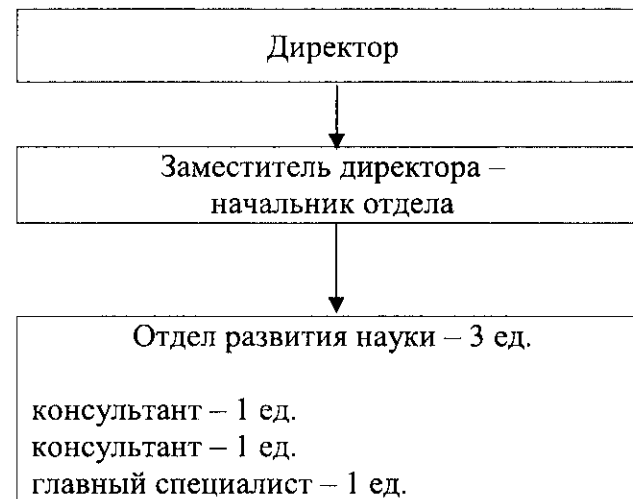 Директор
Заместитель директора –
начальник отдела
Отдел развития науки – 3 ед.
консультант – 1 ед.
консультант – 1 ед.
главный специалист – 1 ед.